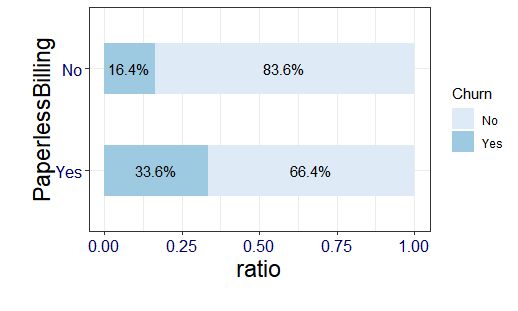 PaperlessBilling
No
16.4%
83.6%
Yes
33.6%
66.4%
0.00
0.25
0.50
0.75
1.00
ratio
Churn
No
Yes